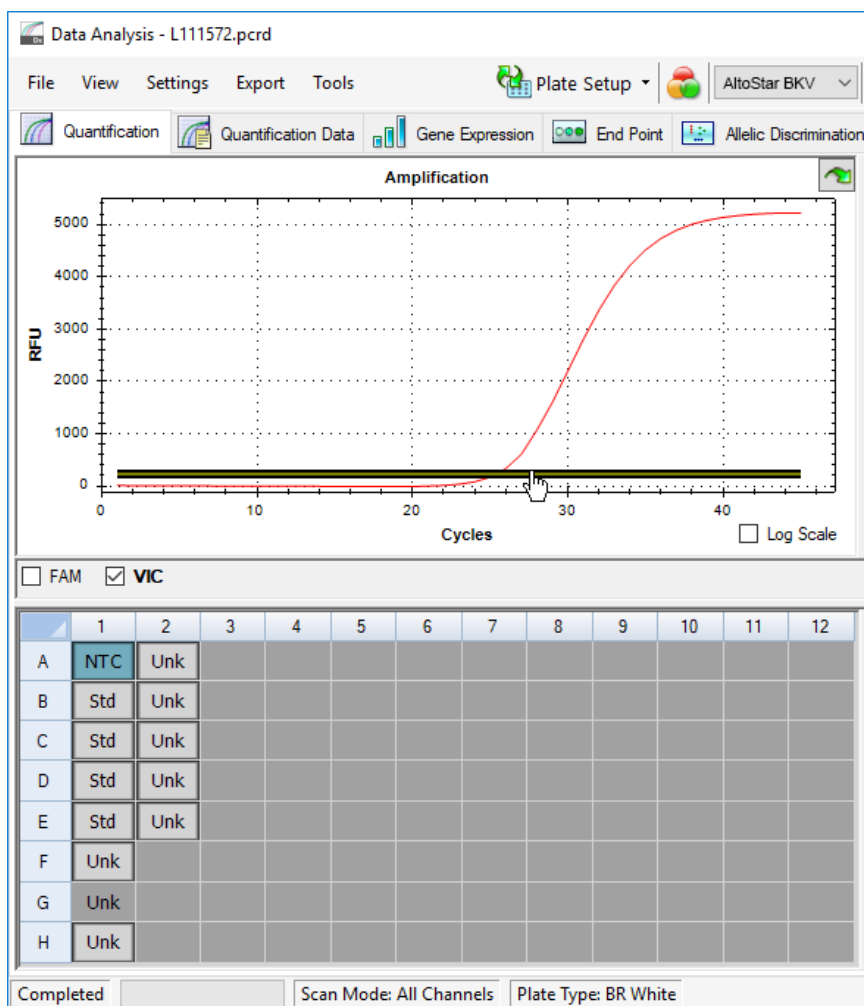 Data Analysis - L111572.pcrd
File View Settings Export Tools Plate Setup AltoStar BKV
Quantification Quantification Data Gene Expression End Point Allelic Discrimination
Amplification
5000
4000
3000
2000
1000
0
RFU
0 10 20 30 40
Cycles
Log Scale
FAM VIC
1 2 3 4 5 6 7 8 9 10 11 12
A NTC Unk
B Std Unk
C Std Unk
D Std Unk
E Std Unk
F Unk
G Unk
H Unk
Completed Scan Mode: All Channels Plate Type: BR White